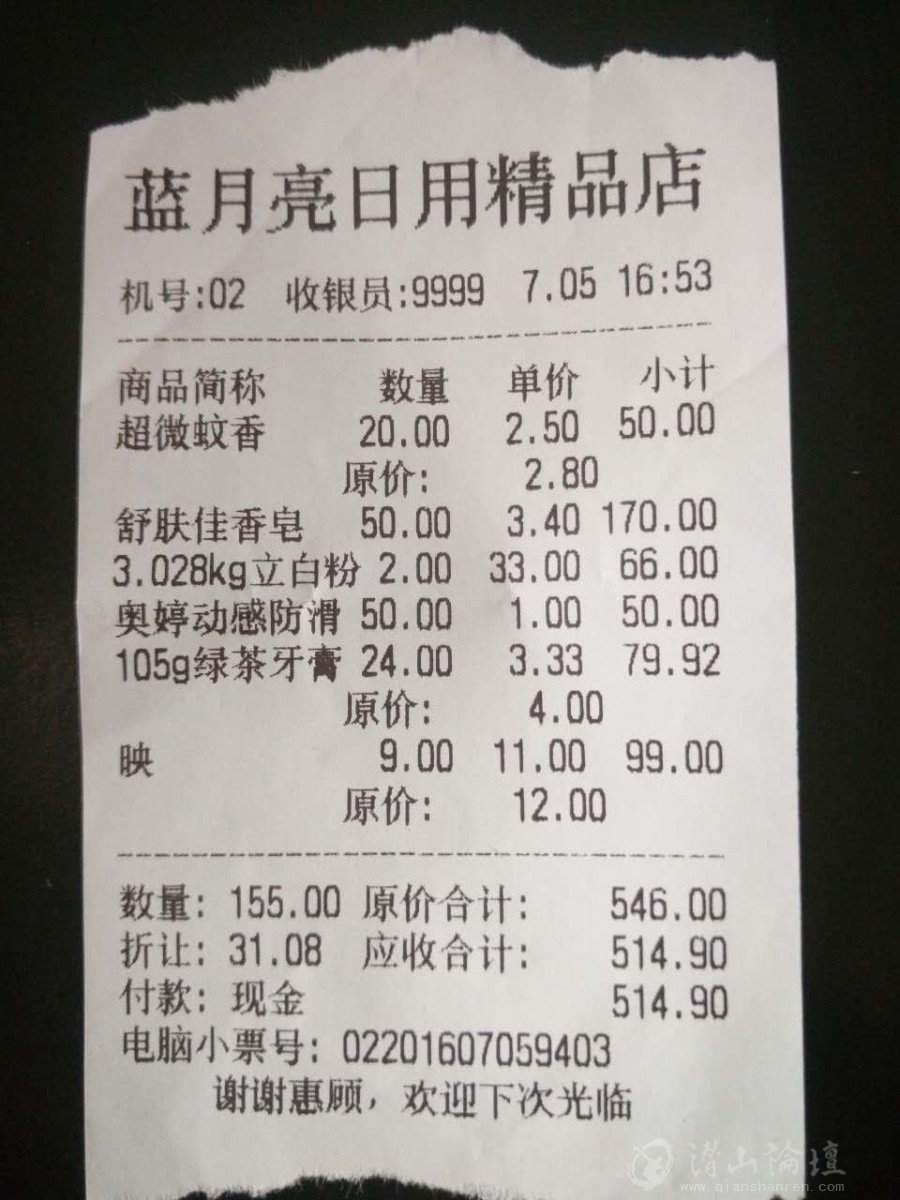 蓝月亮日用精品店
机号:02 收银员:9999 7.05 16:53
商品简称 数量 单价 小计
超微蚊香 20.00 2.50 50.00
原价: 2.80
舒肤佳香皂 50.00 3.40 170.00
3.028kg立白粉 2.00 33.00 66.00
奥婷动感防滑 50.00 1.00 50.00
105g绿茶牙膏 24.00 3.33 79.92
原价: 4.00
映 9.00 11.00 99.00
原价: 12.00
数量: 155.00 原价合计: 546.00
折让: 31.08 应收合计: 514.90
付款: 现金 514.90
电脑小票号: 02201607059403
谢谢惠顾，欢迎下次光临
潜山论坛
www.qianshanren.com